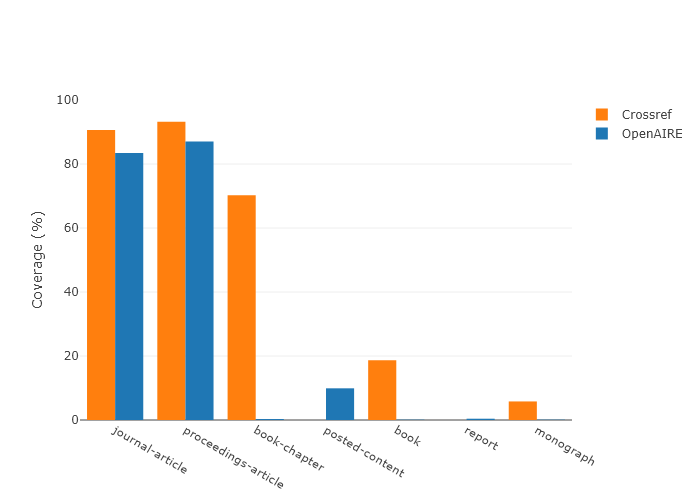 100
80
60
40
20
0
Coverage (%)
journal-article
proceedings-article
book-chapter
posted-content
book
report
monograph
Crossref
OpenAIRE